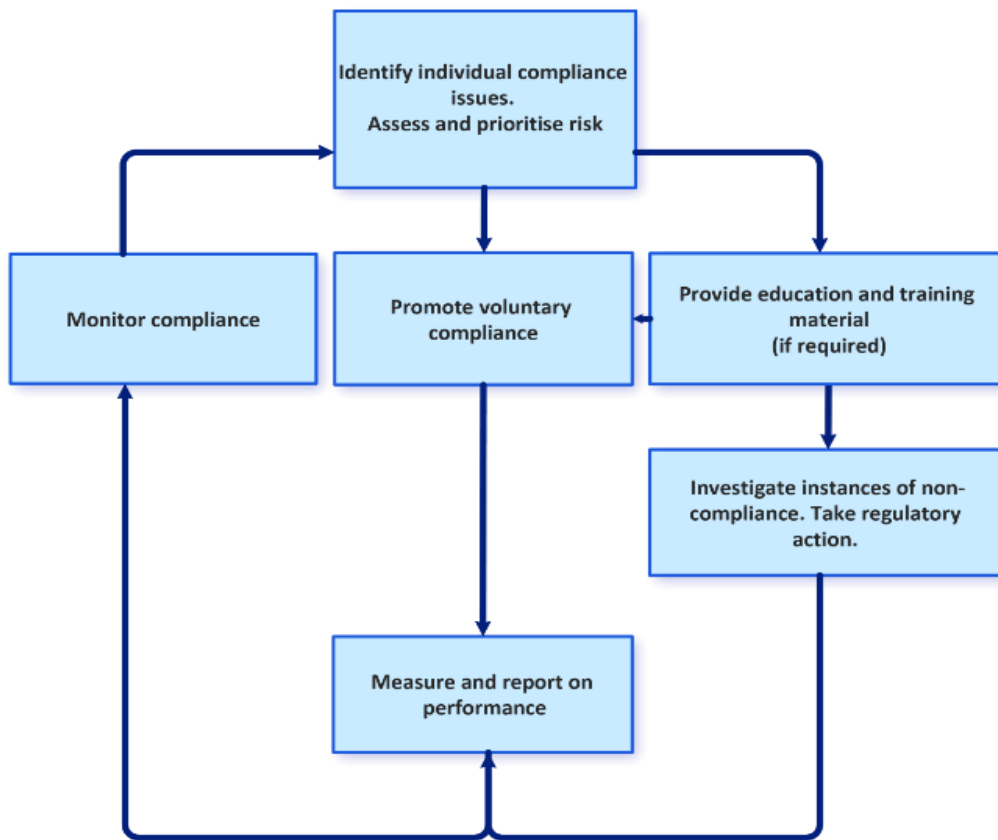 Identify individual compliance
issues.
Assess and prioritise risk
Monitor compliance
Promote voluntary
compliance
Provide education and training
material
(if required)
Investigate instances of non-
compliance. Take regulatory
action.
Measure and report on
performance